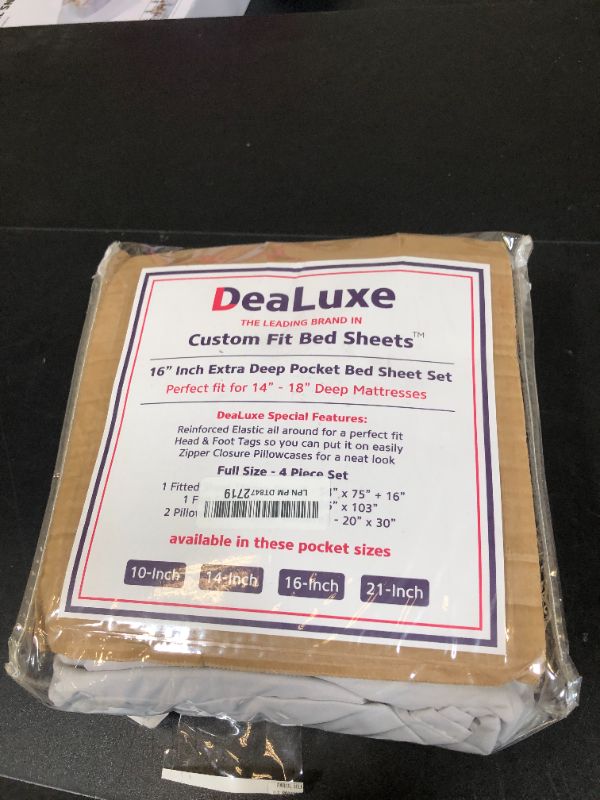 DeaLuxe
THE LEADING BRAND IN
Custom Fit Bed Sheets™
16" Inch Extra Deep Pocket Bed Sheet Set
Perfect fit for 14" - 18" Deep Mattresses
DeaLuxe Special Features:
Reinforced Elastic all around for a perfect fit
Head & Foot Tags so you can put it on easily
Zipper Closure Pillowcases for a neat look
Full Size - 4 Piece Set
1 Fitted " x 75" + 16"
1 F " x 103"
2 Pillow - 20" x 30"
LPN PM DT8472719
available in these pocket sizes
10-Inch 14-Inch 16-Inch 21-Inch